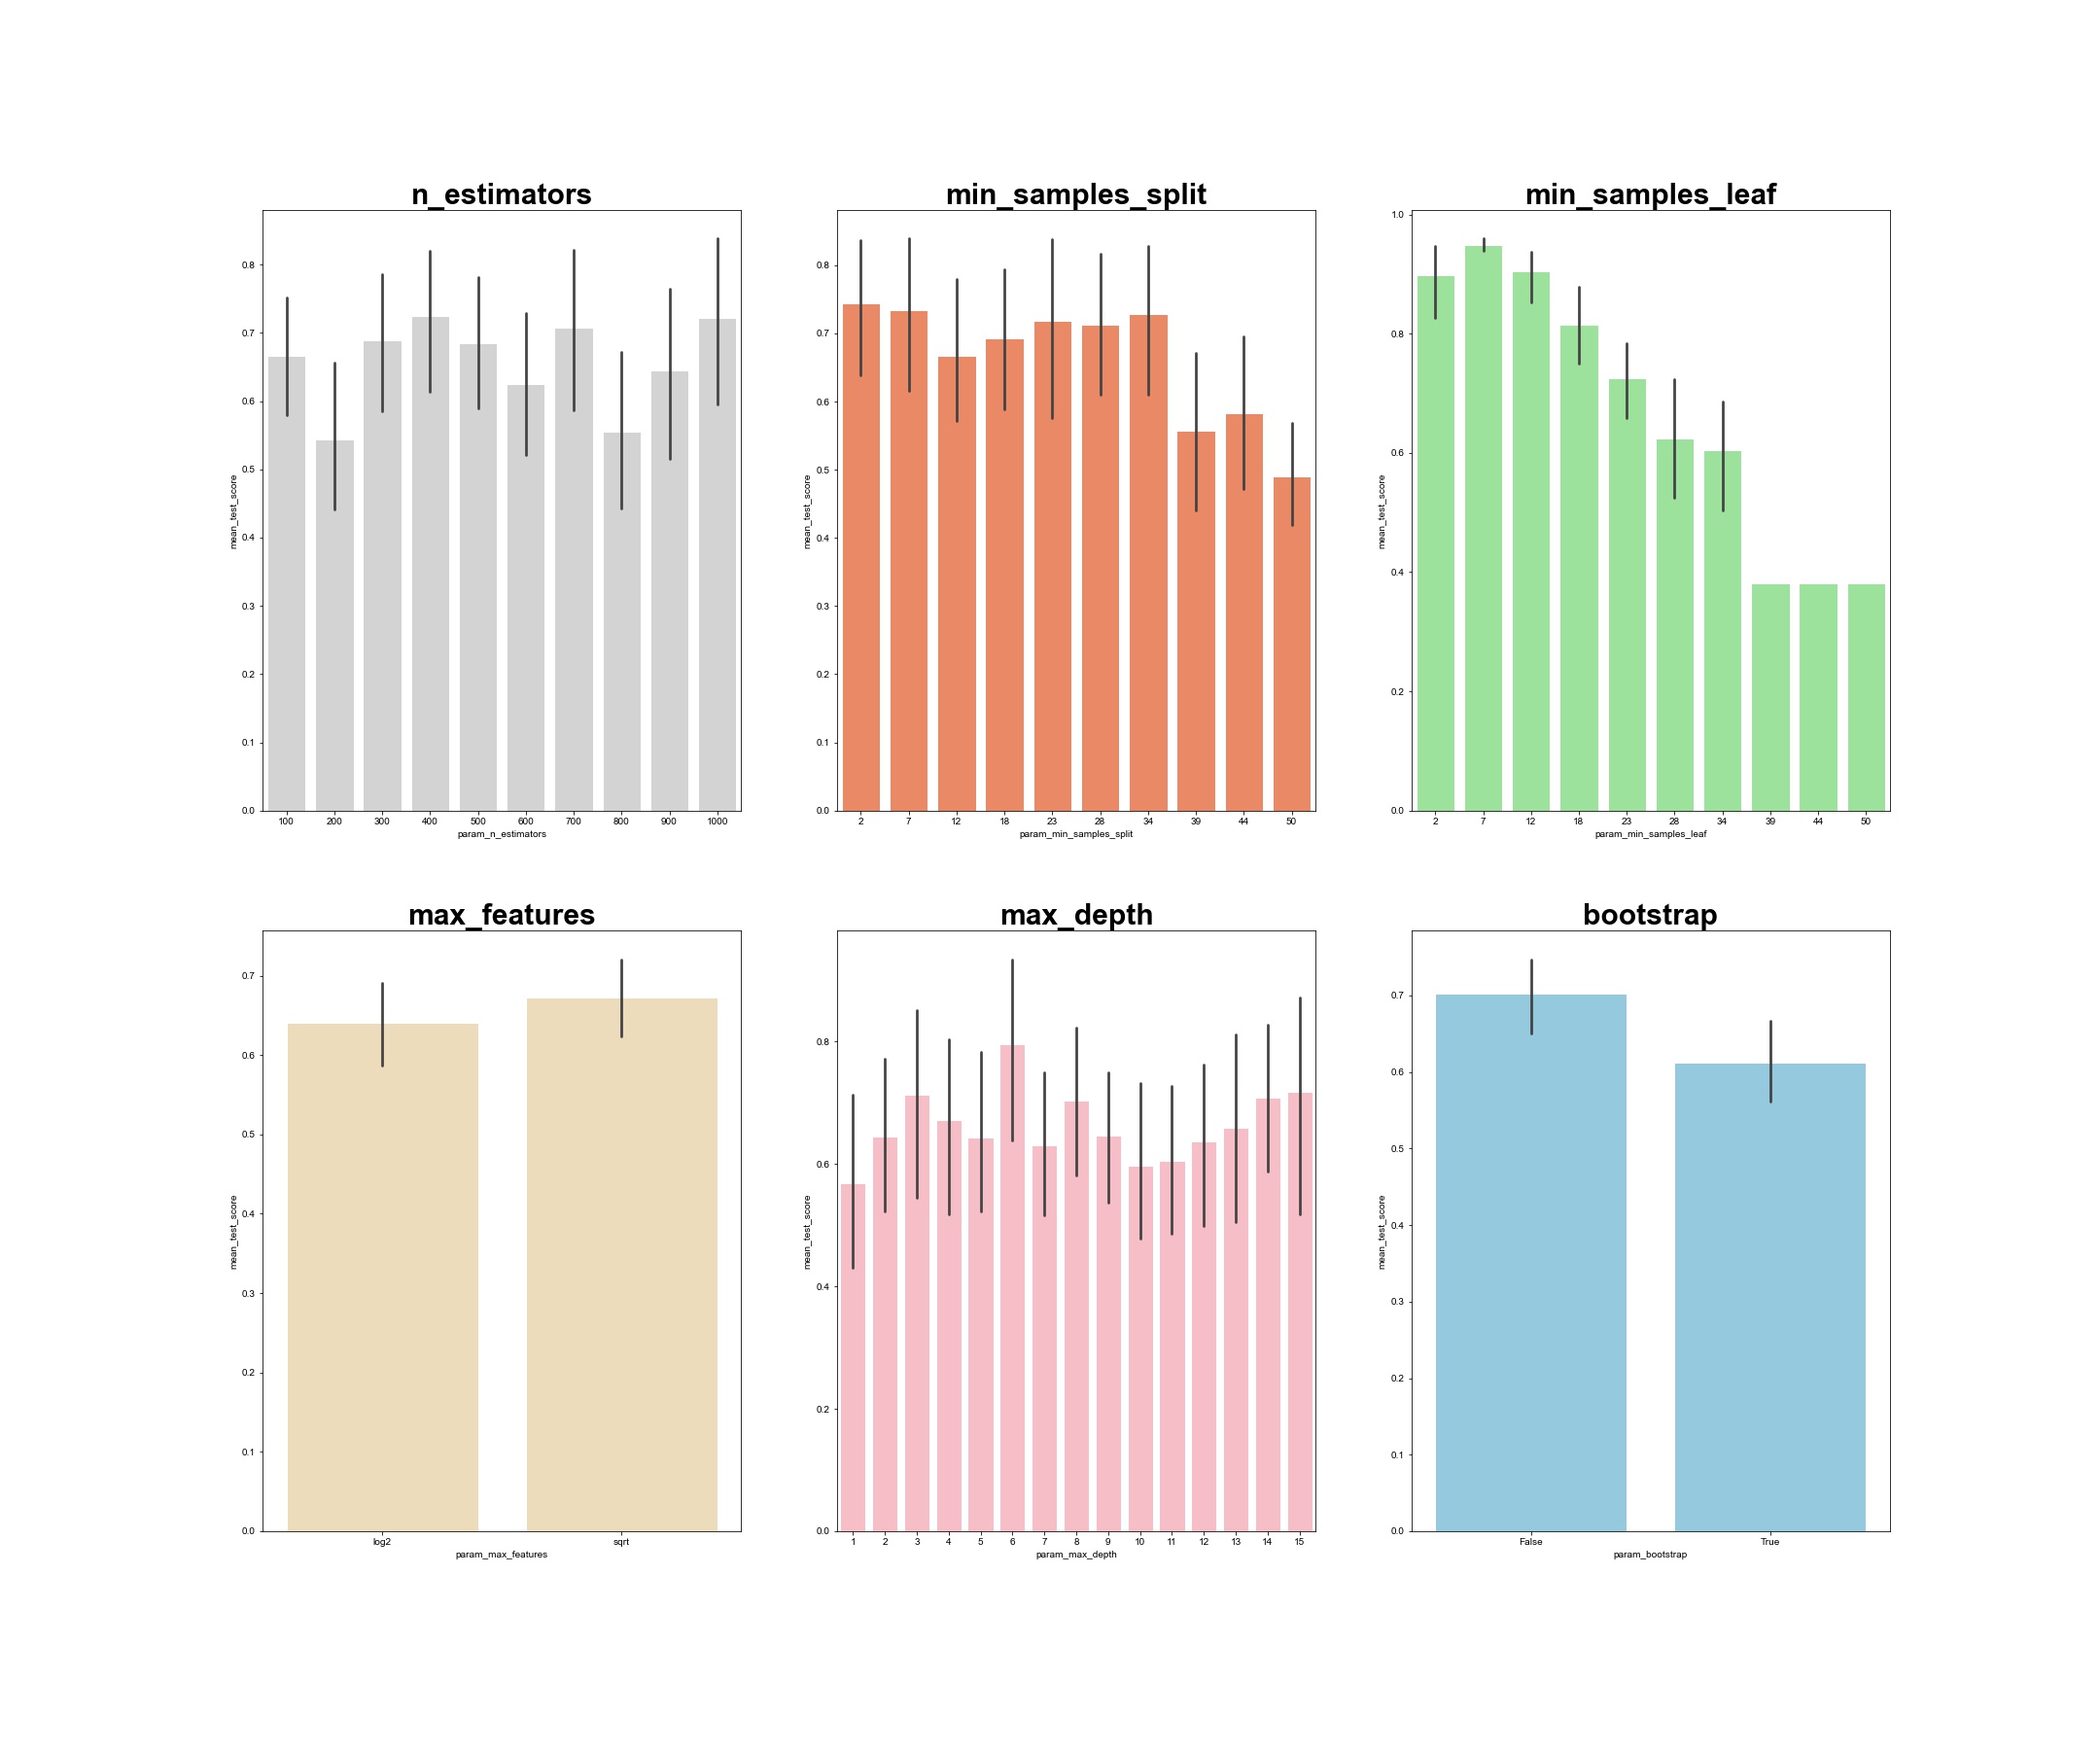 n_estimators
mean_test_score
0.8
0.7
0.6
0.5
0.4
0.3
0.2
0.1
0.0
100 200 300 400 500 600 700 800 900 1000
param_n_estimators
min_samples_split
mean_test_score
0.8
0.7
0.6
0.5
0.4
0.3
0.2
0.1
0.0
2 7 12 18 23 28 34 39 44 50
param_min_samples_split
min_samples_leaf
mean_test_score
1.0
0.8
0.6
0.4
0.2
0.0
2 7 12 18 23 28 34 39 44 50
param_min_samples_leaf
max_features
mean_test_score
0.7
0.6
0.5
0.4
0.3
0.2
0.1
0.0
log2 sqrt
param_max_features
max_depth
mean_test_score
0.8
0.6
0.4
0.2
0.0
1 2 3 4 5 6 7 8 9 10 11 12 13 14 15
param_max_depth
bootstrap
mean_test_score
0.7
0.6
0.5
0.4
0.3
0.2
0.1
0.0
False True
param_bootstrap